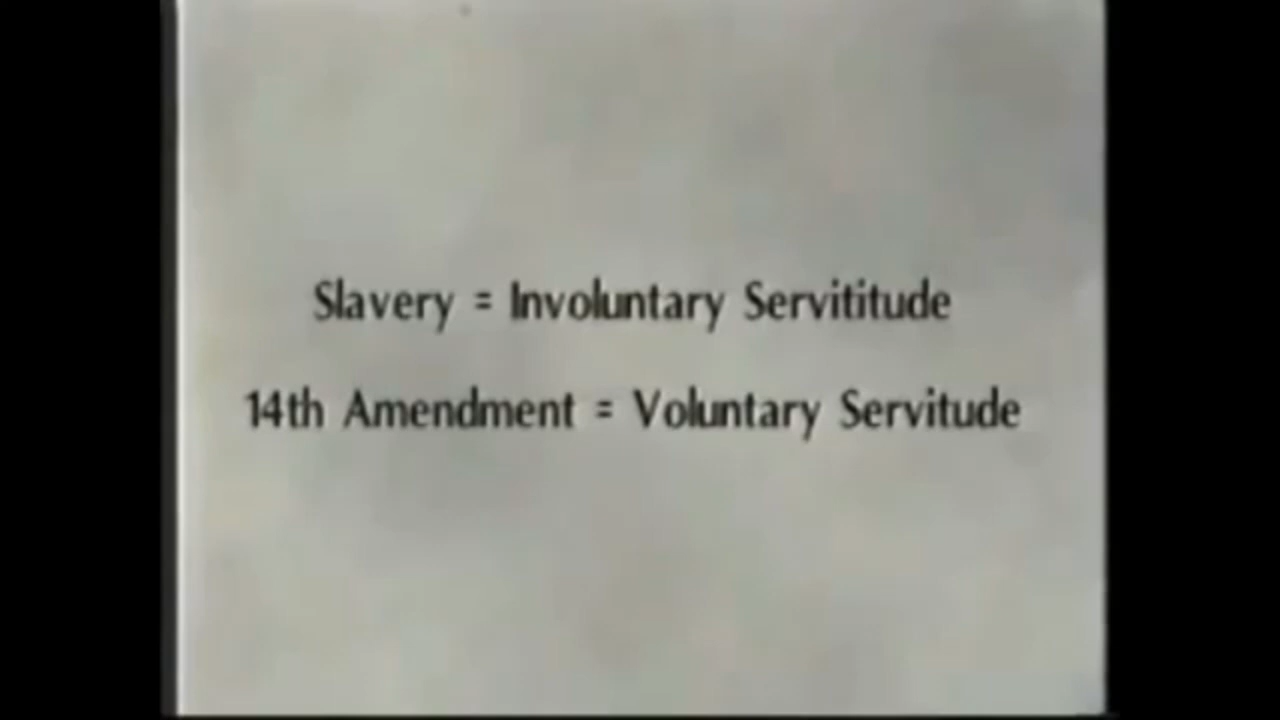 Slavery = Involuntary Servititude
14th Amendment = Voluntary Servitude